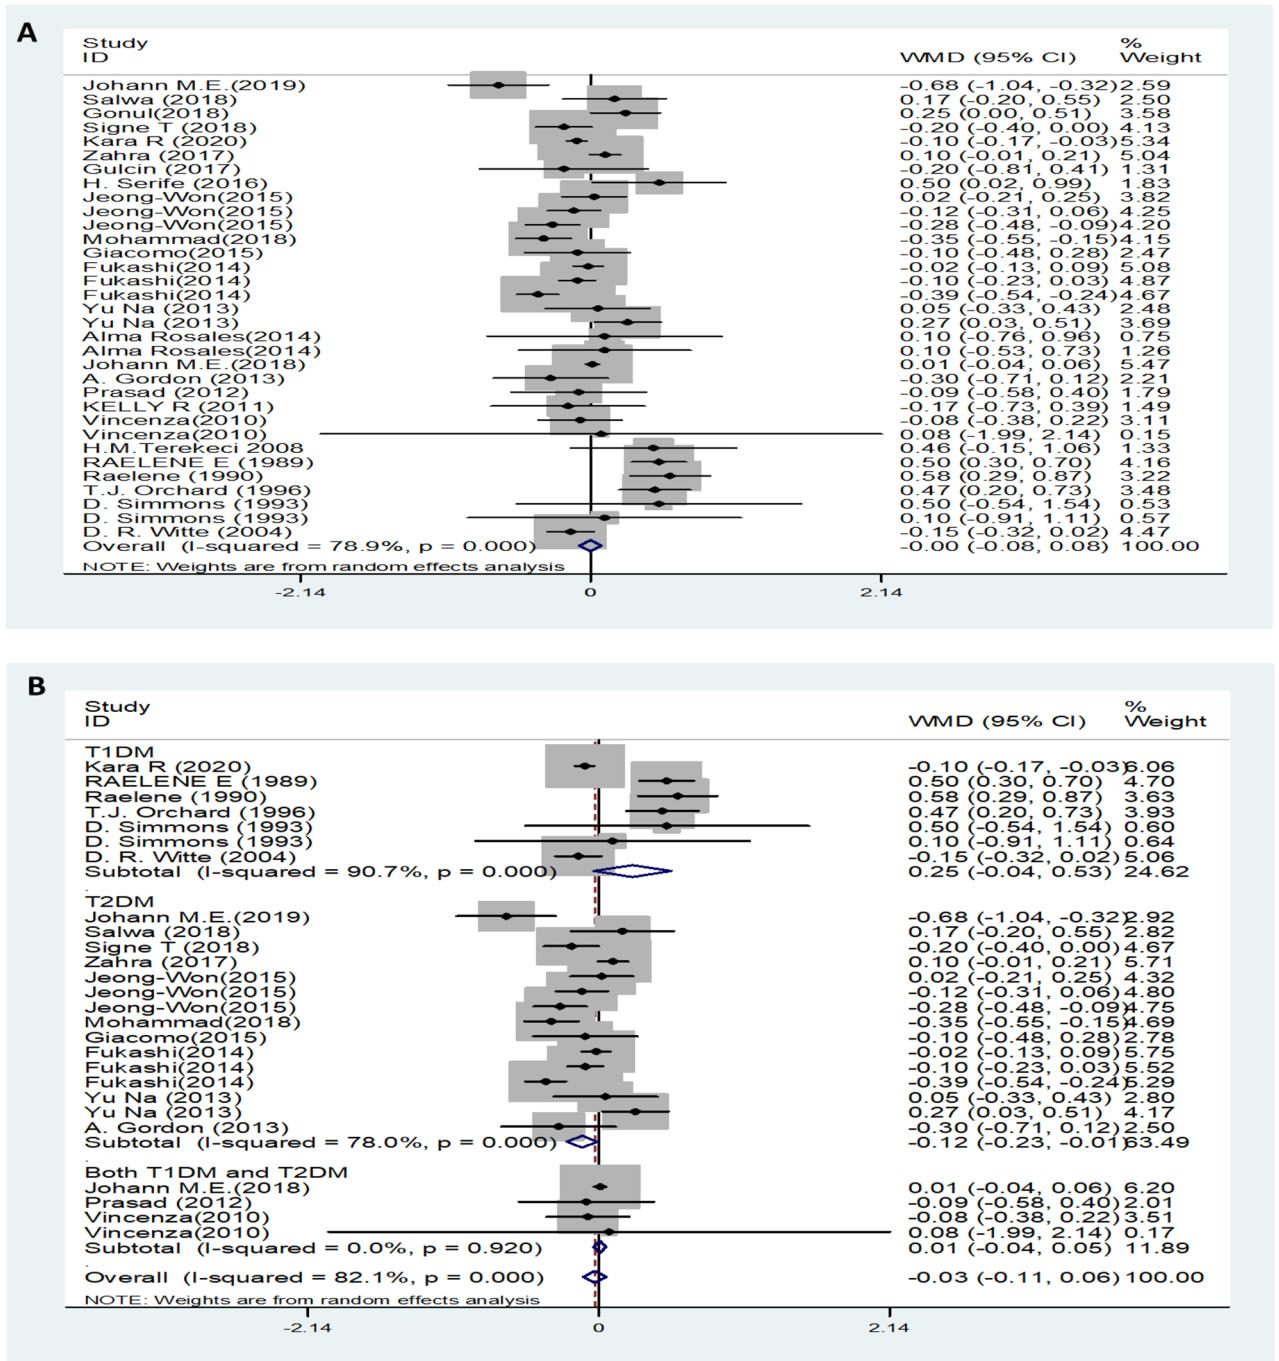 A
Study %
ID WMD (95% CI) Weight
Johann M.E.(2019) -0.68 (-1.04, -0.32) 2.59
Salwa (2018) 0.17 (-0.20, 0.55) 2.50
Gonul(2018) 0.25 (0.00, 0.51) 3.58
Signe T (2018) -0.20 (-0.40, 0.00) 4.13
Kara R (2020) -0.10 (-0.17, -0.03) 5.34
Zahra (2017) 0.10 (-0.01, 0.21) 5.04
Gulcin (2017) -0.20 (-0.81, 0.41) 1.31
H. Serife (2016) 0.50 (0.02, 0.99) 1.83
Jeong-Won(2015) 0.02 (-0.21, 0.25) 3.82
Jeong-Won(2015) -0.12 (-0.31, 0.06) 4.25
Jeong-Won(2015) -0.28 (-0.48, -0.09) 4.20
Mohammad(2018) -0.35 (-0.55, -0.15) 4.15
Giacomo(2015) -0.10 (-0.48, 0.28) 2.47
Fukashi(2014) -0.02 (-0.13, 0.09) 5.08
Fukashi(2014) -0.10 (-0.23, 0.03) 4.87
Fukashi(2014) -0.39 (-0.54, -0.24) 4.67
Yu Na (2013) 0.05 (-0.33, 0.43) 2.48
Yu Na (2013) 0.27 (0.03, 0.51) 3.69
Alma Rosales(2014) 0.10 (-0.76, 0.96) 0.75
Alma Rosales(2014) 0.10 (-0.53, 0.73) 1.26
Johann M.E.(2018) 0.01 (-0.04, 0.06) 5.47
A. Gordon (2013) -0.30 (-0.71, 0.12) 2.21
Prasad (2012) -0.09 (-0.58, 0.40) 1.79
KELLY R (2011) -0.17 (-0.73, 0.39) 1.49
Vincenza(2010) -0.08 (-0.38, 0.22) 3.11
Vincenza(2010) 0.08 (-1.99, 2.14) 0.15
H.M.Terekeci 2008 0.46 (-0.15, 1.06) 1.33
RAELENE E (1989) 0.50 (0.30, 0.70) 4.16
Raelene (1990) 0.58 (0.29, 0.87) 3.22
T.J. Orchard (1996) 0.47 (0.20, 0.73) 3.48
D. Simmons (1993) 0.50 (-0.54, 1.54) 0.53
D. Simmons (1993) 0.10 (-0.91, 1.11) 0.57
D. R. Witte (2004) -0.15 (-0.32, 0.02) 4.47
Overall (I-squared = 78.9%, p = 0.000) -0.00 (-0.08, 0.08) 100.00
NOTE: Weights are from random effects analysis
-2.14 0 2.14
B
Study %
ID WMD (95% CI) Weight
T1DM
Kara R (2020) -0.10 (-0.17, -0.03) 6.06
RAELENE E (1989) 0.50 (0.30, 0.70) 4.70
Raelene (1990) 0.58 (0.29, 0.87) 3.63
T.J. Orchard (1996) 0.47 (0.20, 0.73) 3.93
D. Simmons (1993) 0.50 (-0.54, 1.54) 0.60
D. Simmons (1993) 0.10 (-0.91, 1.11) 0.64
D. R. Witte (2004) -0.15 (-0.32, 0.02) 5.06
Subtotal (I-squared = 90.7%, p = 0.000) 0.25 (-0.04, 0.53) 24.62
.
T2DM
Johann M.E.(2019) -0.68 (-1.04, -0.32) 2.92
Salwa (2018) 0.17 (-0.20, 0.55) 2.82
Signe T (2018) -0.20 (-0.40, 0.00) 4.67
Zahra (2017) 0.10 (-0.01, 0.21) 5.71
Jeong-Won(2015) 0.02 (-0.21, 0.25) 4.32
Jeong-Won(2015) -0.12 (-0.31, 0.06) 4.80
Jeong-Won(2015) -0.28 (-0.48, -0.09) 4.75
Mohammad(2018) -0.35 (-0.55, -0.15) 4.69
Giacomo(2015) -0.10 (-0.48, 0.28) 2.78
Fukashi(2014) -0.02 (-0.13, 0.09) 5.75
Fukashi(2014) -0.10 (-0.23, 0.03) 5.52
Fukashi(2014) -0.39 (-0.54, -0.24) 5.29
Yu Na (2013) 0.05 (-0.33, 0.43) 2.80
Yu Na (2013) 0.27 (0.03, 0.51) 4.17
A. Gordon (2013) -0.30 (-0.71, 0.12) 2.50
Subtotal (I-squared = 78.0%, p = 0.000) -0.12 (-0.23, -0.01) 63.49
.
Both T1DM and T2DM
Johann M.E.(2018) 0.01 (-0.04, 0.06) 6.20
Prasad (2012) -0.09 (-0.58, 0.40) 2.01
Vincenza(2010) -0.08 (-0.38, 0.22) 3.51
Vincenza(2010) 0.08 (-1.99, 2.14) 0.17
Subtotal (I-squared = 0.0%, p = 0.920) 0.01 (-0.04, 0.05) 11.89
.
Overall (I-squared = 82.1%, p = 0.000) -0.03 (-0.11, 0.06) 100.00
NOTE: Weights are from random effects analysis
-2.14 0 2.14